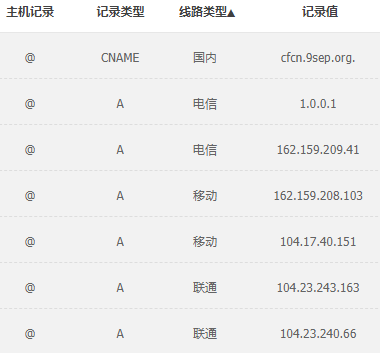 主机记录 记录类型 线路类型▲ 记录值
@ CNAME 国内 cfcn.9sep.org.
@ A 电信 1.0.0.1
@ A 电信 162.159.209.41
@ A 移动 162.159.208.103
@ A 移动 104.17.40.151
@ A 联通 104.23.243.163
@ A 联通 104.23.240.66